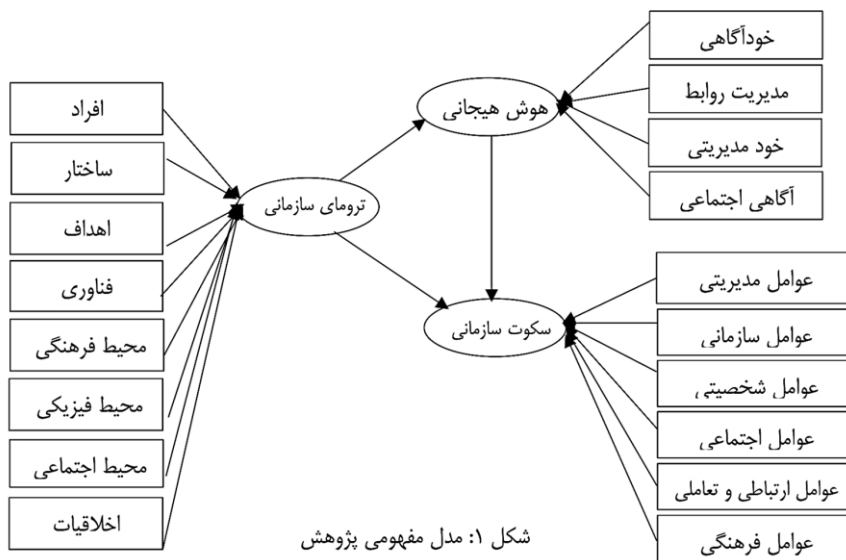 خودآگاهی
مدیریت روابط
خود مدیریتی
آگاهی اجتماعی
هوش هیجانی
افراد
ساختار
اهداف
فناوری
محیط فرهنگی
محیط فیزیکی
محیط اجتماعی
اخلاقیات
ترومای سازمانی
سکوت سازمانی
عوامل مدیریتی
عوامل سازمانی
عوامل شخصیتی
عوامل اجتماعی
عوامل ارتباطی و تعاملی
عوامل فرهنگی
شکل ۱: مدل مفهومی پژوهش